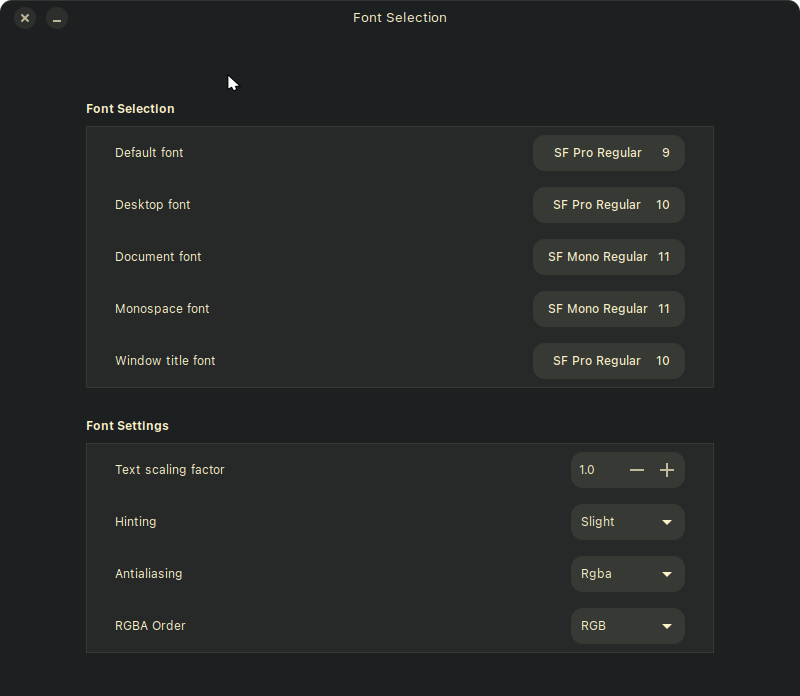 Font Selection
Font Selection
Default font SF Pro Regular 9
Desktop font SF Pro Regular 10
Document font SF Mono Regular 11
Monospace font SF Mono Regular 11
Window title font SF Pro Regular 10
Font Settings
Text scaling factor 1.0
Hinting Slight
Antialiasing Rgba
RGBA Order RGB